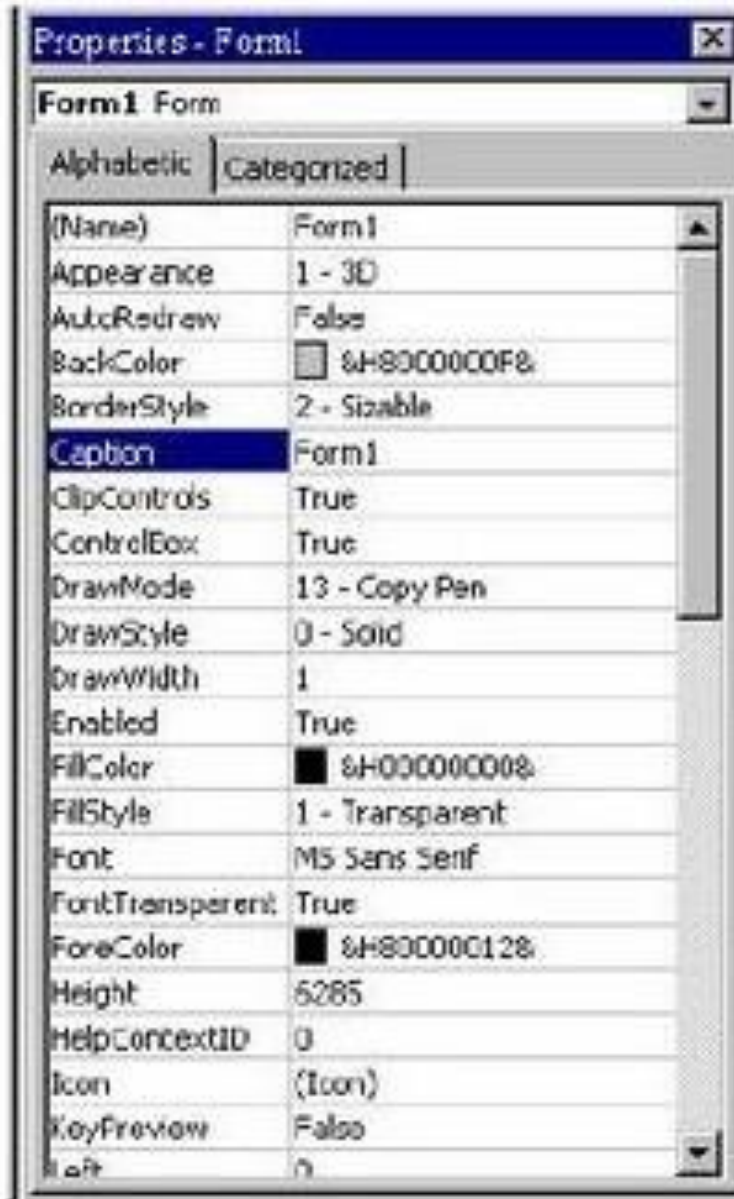 Properties - Form1
Form1 Form
Alphabetic Categorized
(Name) Form1
Appearance 1 - 3D
AutoRedraw False
BackColor &H8000000F&
BorderStyle 2 - Sizable
Caption Form1
ClipControls True
ControlBox True
DrawMode 13 - Copy Pen
DrawStyle 0 - Solid
DrawWidth 1
Enabled True
FillColor &H00000000&
FillStyle 1 - Transparent
Font MS Sans Serif
FontTransparent True
ForeColor &H80000012&
Height 6285
HelpContextID 0
Icon (Icon)
KeyPreview False
Left 0